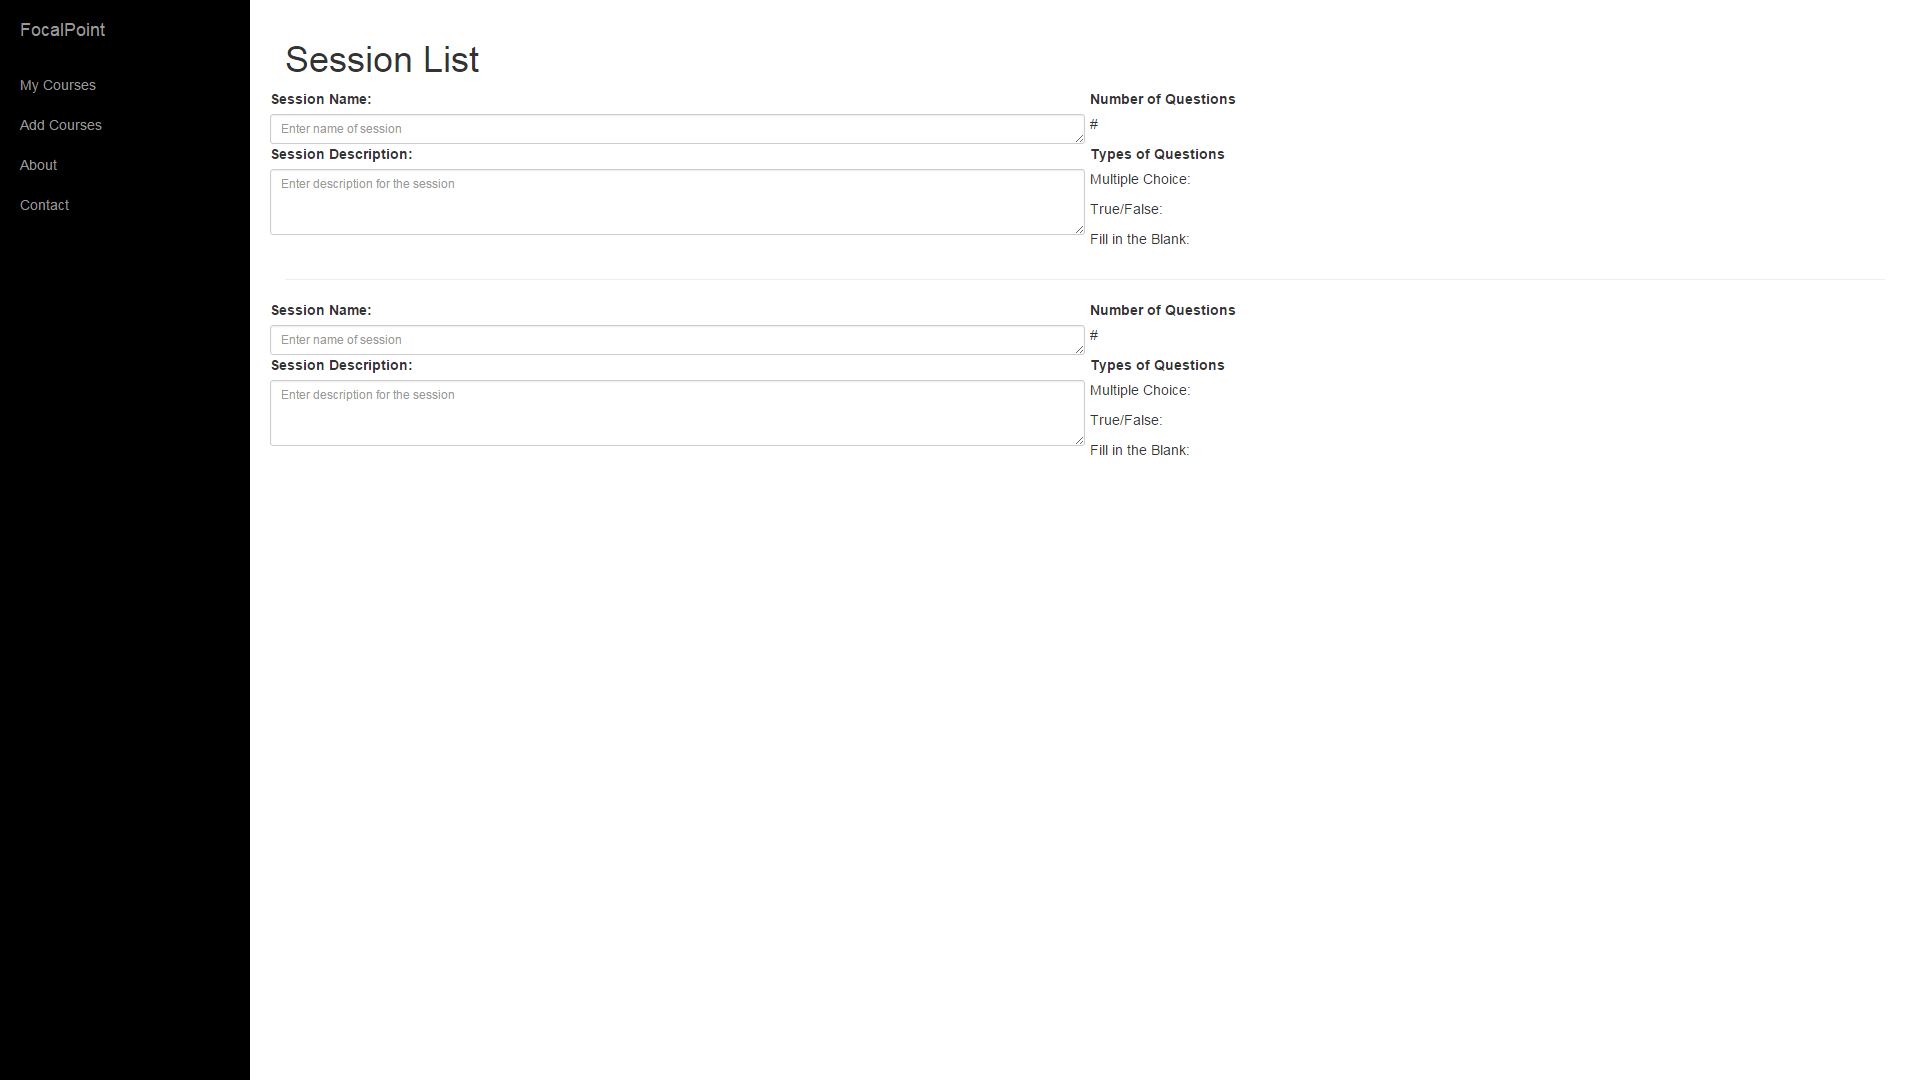 FocalPoint
My Courses
Add Courses
About
Contact
Session List
Session Name:
Enter name of session
Session Description:
Enter description for the session
Number of Questions
#
Types of Questions
Multiple Choice:
True/False:
Fill in the Blank:
Session Name:
Enter name of session
Session Description:
Enter description for the session
Number of Questions
#
Types of Questions
Multiple Choice:
True/False:
Fill in the Blank: